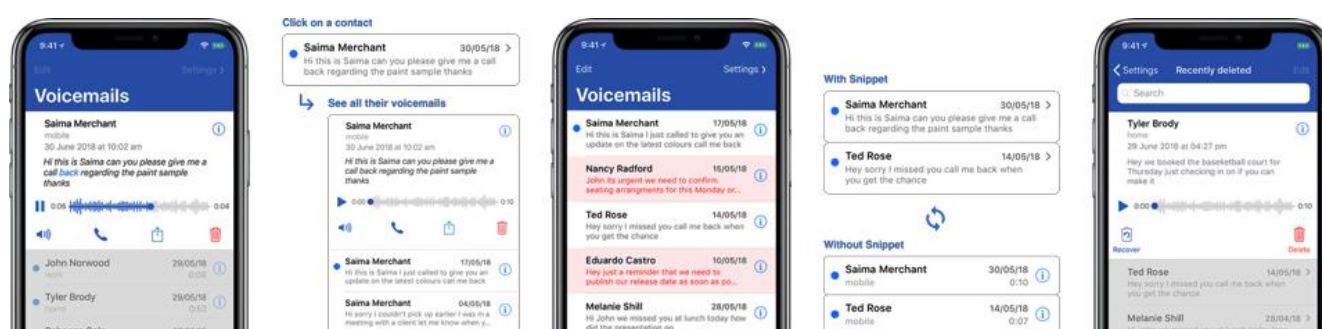 9:41
Edit Settings >
Voicemails
Saima Merchant
mobile
30 June 2018 at 10:02 am
Hi this is Saima can you please give me a
call back regarding the paint sample
thanks
0:06 0:04
John Norwood 29/05/18
work 0:08
Tyler Brody 29/05/18
home 0:52
Click on a contact
Saima Merchant 30/05/18 >
Hi this is Saima can you please give me a call
back regarding the paint sample thanks
See all their voicemails
Saima Merchant
mobile
30 June 2018 at 10:02 am
Hi this is Saima can you please give me a
call back regarding the paint sample
thanks
0:00 0:10
Saima Merchant 17/05/18
Hi this is Saima I just called to give you an
update on the latest colours call me back
Saima Merchant 04/05/18
Hi sorry I couldn't pick up earlier I was in a
meeting with a client let me know when y...
9:41
Edit Settings >
Voicemails
Saima Merchant 17/05/18
Hi this is Saima I just called to give you an
update on the latest colours call me back
Nancy Radford 15/05/18
John its urgent we need to confirm
seating arrangments for this Monday or...
Ted Rose 14/05/18
Hey sorry I missed you call me back when
you get the chance
Eduardo Castro 10/05/18
Hey just a reminder that we need to
publish our release date as soon as po...
Melanie Shill 28/05/18
Hi John we missed you at lunch today how
did the presentation go
With Snippet
Saima Merchant 30/05/18 >
Hi this is Saima can you please give me a call
back regarding the paint sample thanks
Ted Rose 14/05/18 >
Hey sorry I missed you call me back when
you get the chance
Without Snippet
Saima Merchant 30/05/18
mobile 0:10
Ted Rose 14/05/18
mobile 0:07
9:41
< Settings Recently deleted Edit
Search
Tyler Brody
home
29 June 2018 at 04:27 pm
Hey we booked the baseketball court for
Thursday just checking in on if you can
make it
0:00 0:10
Recover Delete
Ted Rose 14/05/18 >
Hey sorry I missed you call me back when
you get the chance
Melanie Shill 28/04/18 >